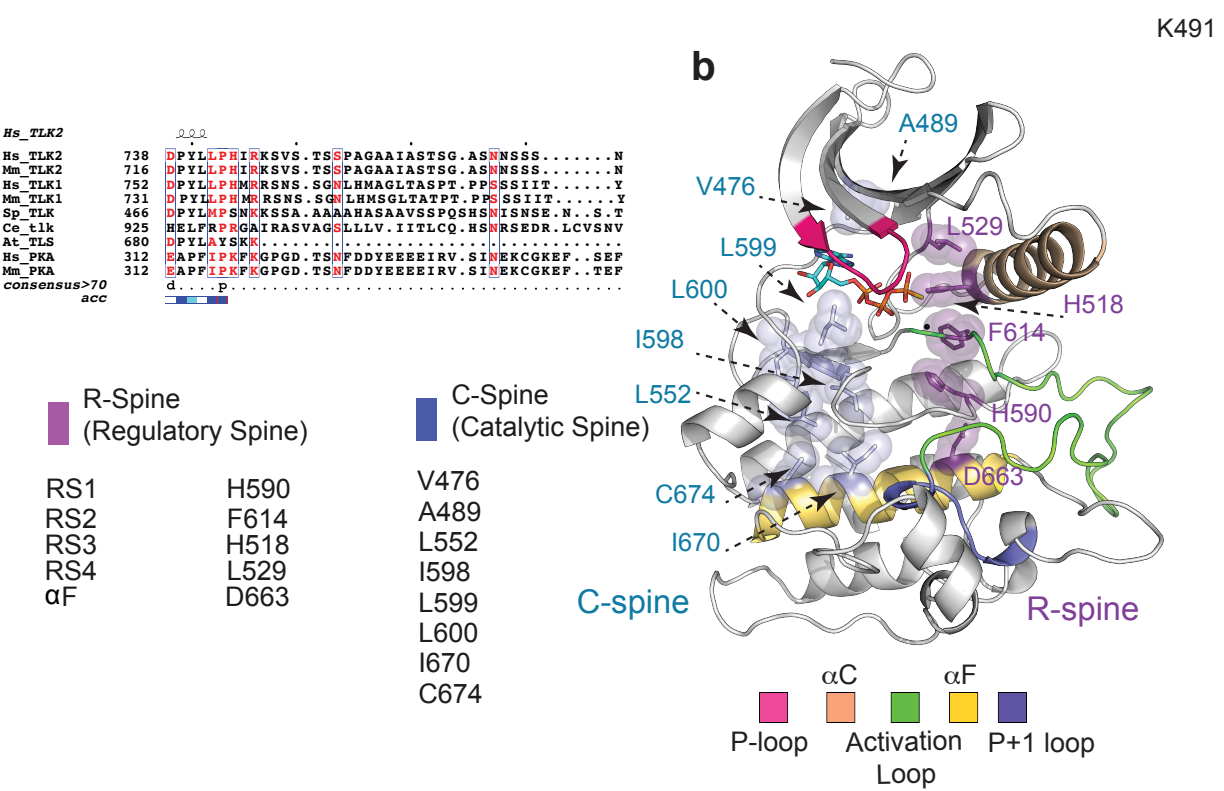 K491
b
Hs_TLK2
Hs_TLK2 738 DPYLLPHIRKSVS.TSSPAGAAIASTSG.ASNNSSS.......N
Mm_TLK2 716 DPYLLPHIRKSVS.TSSPAGAAIASTSG.ASNNSSS.......N
Hs_TLK1 752 DPYLLPHMRRSNS.SGNLHMAGLTASPT.PPSSSIIT......Y
Mm_TLK1 731 DPYLLPHMRRSNS.SGNLHMSGLTATPT.PPSSSIIT......Y
Sp_TLK 466 DPYLMPSNKKSSA.AAAAHASAAVSSPQSHSNISNSE.N...S.T
Ce_tlk 925 HELFRPRGAIRASVAGSLLLV.IITLCQ.HSNRSEDR.LCVSNV
At_TLS 680 DPYLAYSKK...................................
Hs_PKA 312 EAPFIPKFKGPGD.TSNFDDYEEEEIRV.SINEKCGKEF..SEF
Mm_PKA 312 EAPFIPKFKGPGD.TSNFDDYEEEEIRV.SINEKCGKEF..TEF
consensus>70 d....p......................................
acc
R-Spine
(Regulatory Spine)
RS1 H590
RS2 F614
RS3 H518
RS4 L529
αF D663
C-Spine
(Catalytic Spine)
V476
A489
L552
I598
L599
L600
I670
C674
A489
V476
L529
L599
L600
H518
F614
I598
L552
H590
D663
C674
I670
C-spine
R-spine
αC
αF
P-loop
Activation
Loop
P+1 loop